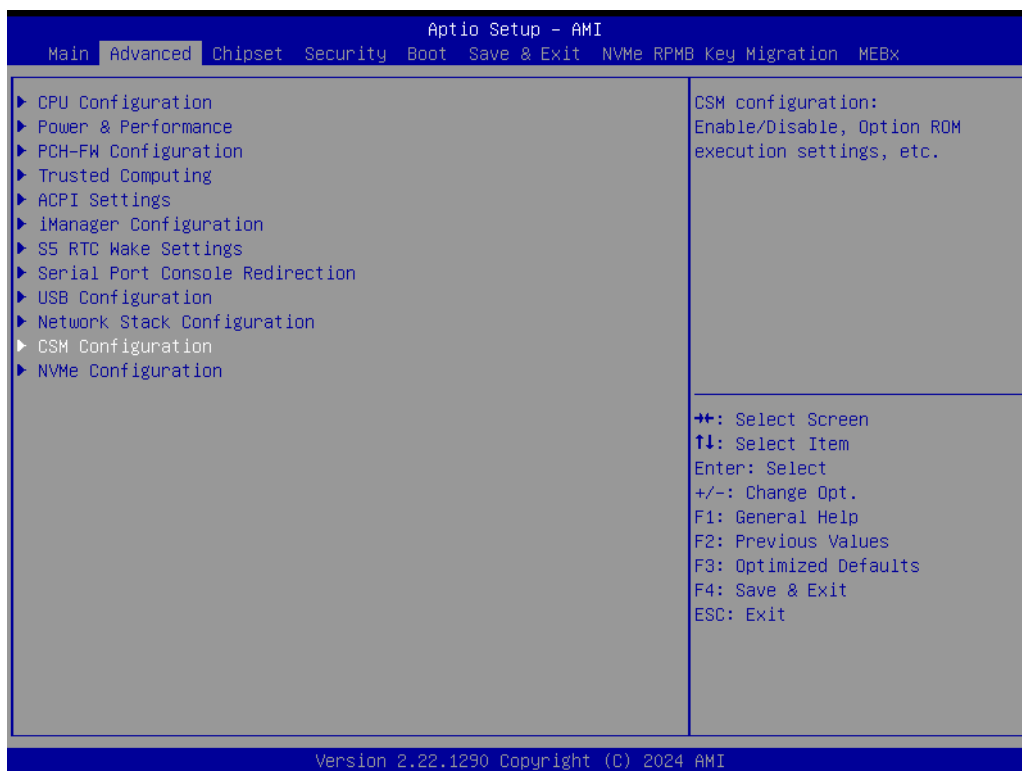 Aptio Setup – AMI
Main Advanced Chipset Security Boot Save & Exit NVMe RPMB Key Migration MEBx
▶ CPU Configuration
▶ Power & Performance
▶ PCH-FW Configuration
▶ Trusted Computing
▶ ACPI Settings
▶ iManager Configuration
▶ S5 RTC Wake Settings
▶ Serial Port Console Redirection
▶ USB Configuration
▶ Network Stack Configuration
▶ CSM Configuration
▶ NVMe Configuration
CSM configuration:
Enable/Disable, Option ROM
execution settings, etc.
→←: Select Screen
↑↓: Select Item
Enter: Select
+/-: Change Opt.
F1: General Help
F2: Previous Values
F3: Optimized Defaults
F4: Save & Exit
ESC: Exit
Version 2.22.1290 Copyright (C) 2024 AMI